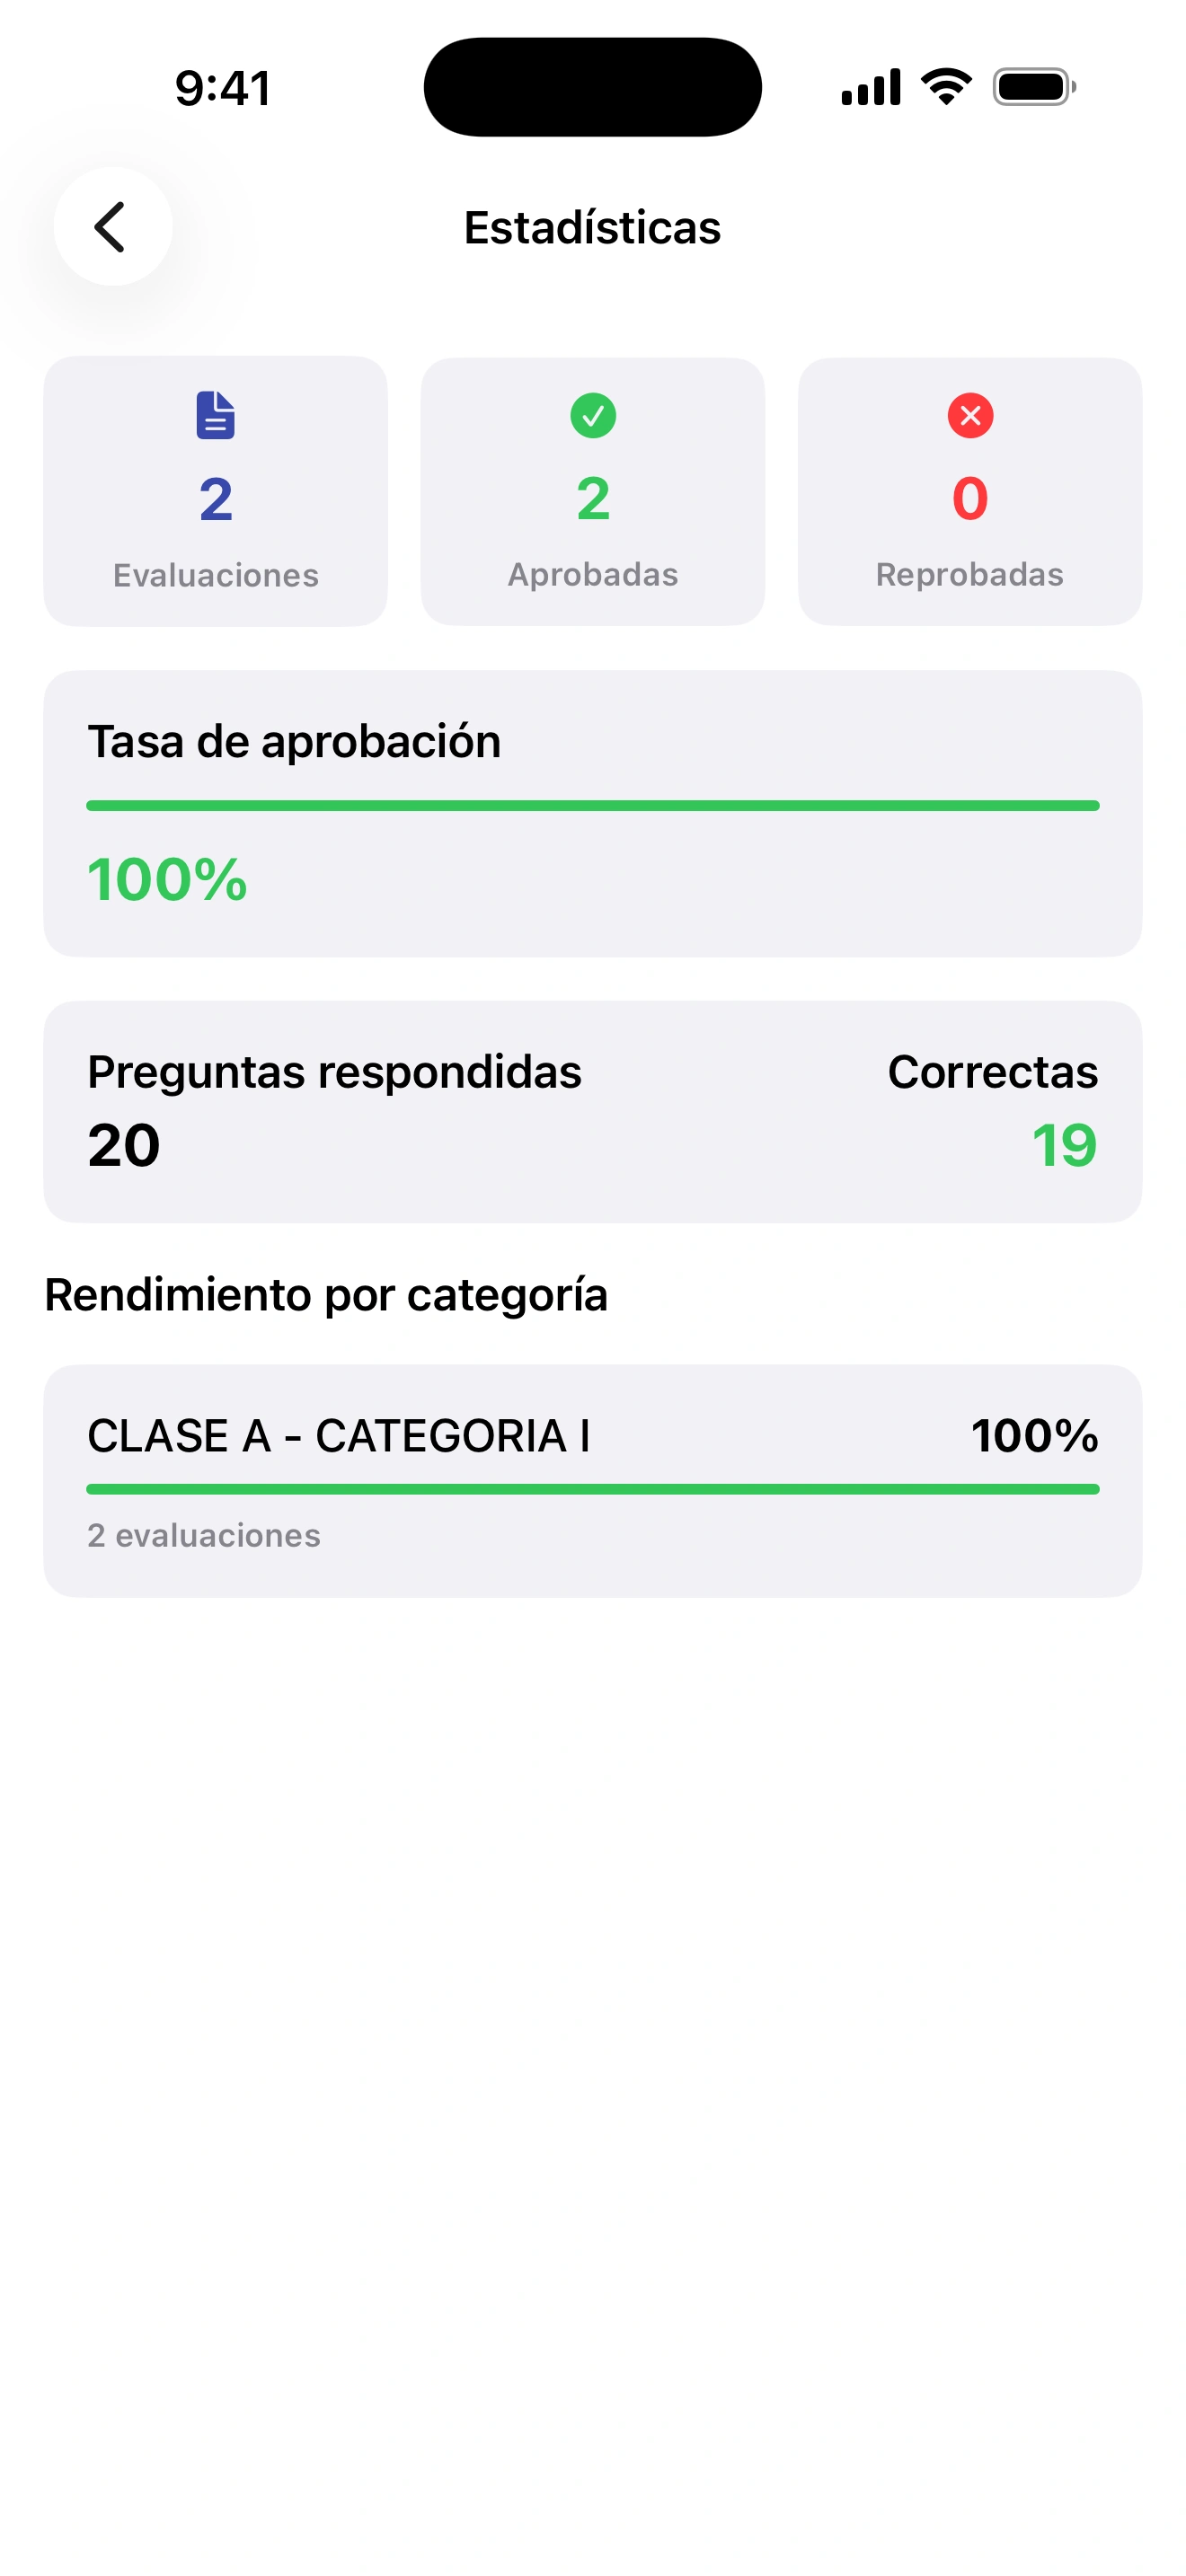 9:41
Estadísticas
2
Evaluaciones
2
Aprobadas
0
Reprobadas
Tasa de aprobación
100%
Preguntas respondidas
20
Correctas
19
Rendimiento por categoría
CLASE A - CATEGORIA I
100%
2 evaluaciones